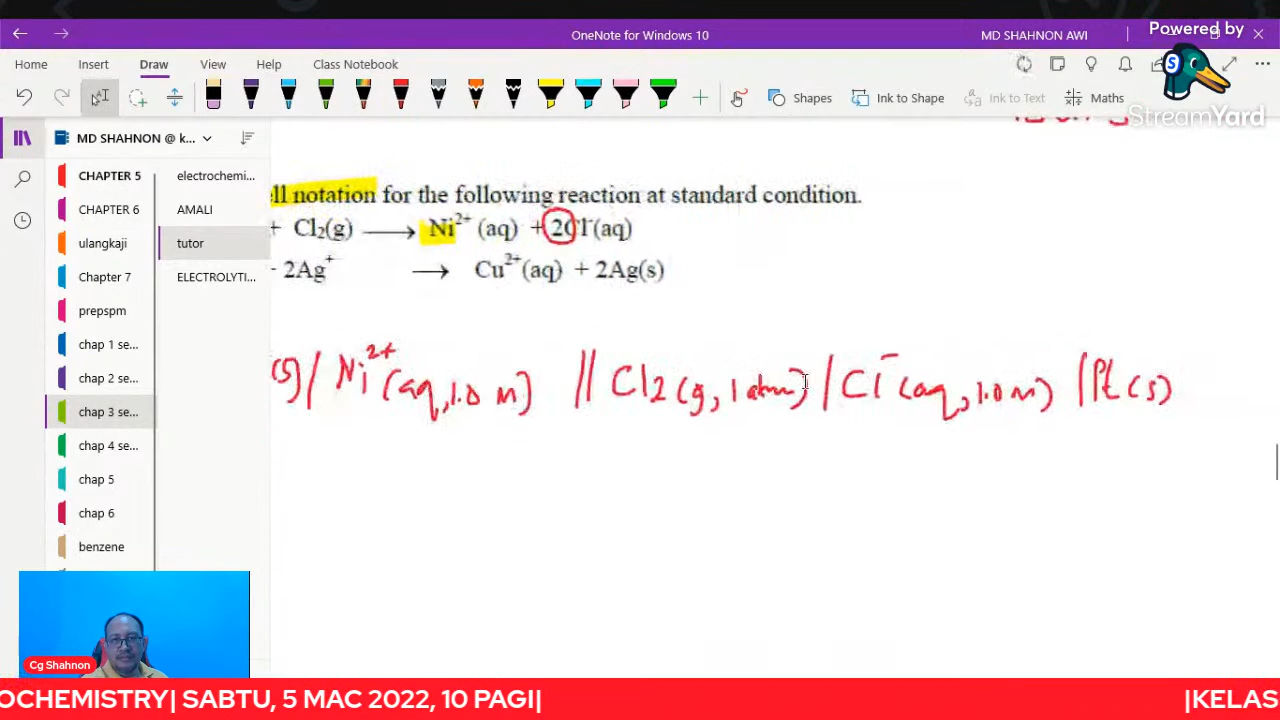 OneNote for Windows 10
MD SHAHNON AWI
Powered by
StreamYard
Home Insert Draw View Help Class Notebook
Shapes Ink to Shape Ink to Text Maths
MD SHAHNON @ k...
CHAPTER 5
CHAPTER 6
ulangkaji
Chapter 7
prepspm
chap 1 se...
chap 2 se...
chap 3 se...
chap 4 se...
chap 5
chap 6
benzene
electrochemi...
AMALI
tutor
ELECTROLYTI...
ll notation for the following reaction at standard condition.
+ Cl₂(g) ⟶ Ni²⁺ (aq) + 2Cl⁻(aq)
- 2Ag⁺ ⟶ Cu²⁺(aq) + 2Ag(s)
(s) / Ni²⁺ (aq, 1.0 M) // Cl2 (g, 1 atm) / Cl⁻ (aq, 1.0 M) | Pt (s)
Cg Shahnon
OCHEMISTRY| SABTU, 5 MAC 2022, 10 PAGI| |KELAS